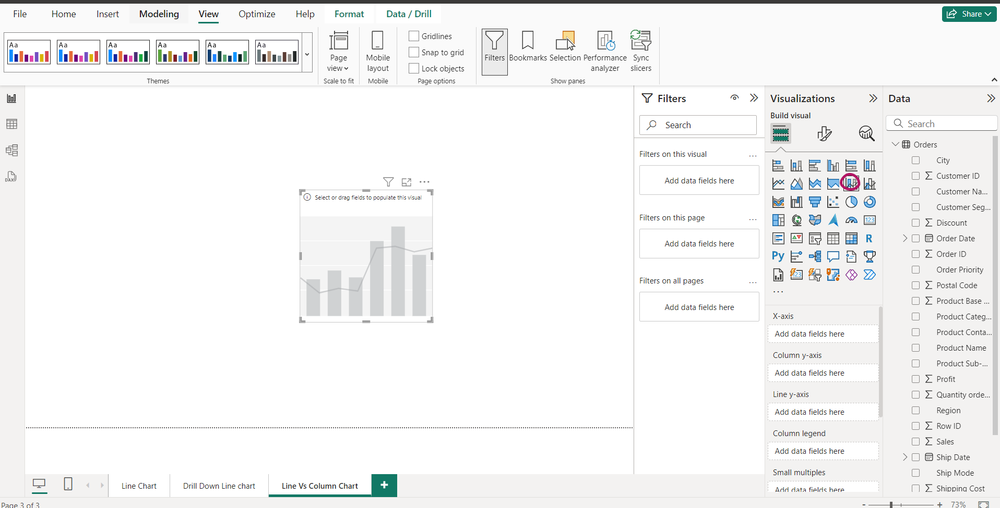 File Home Insert Modeling View Optimize Help Format Data / Drill Share
Aa Aa Aa Aa Aa Aa
Gridlines
Snap to grid
Lock objects
Page view
Mobile layout
Filters
Bookmarks
Selection
Performance analyzer
Sync slicers
Themes
Scale to fit
Mobile
Page options
Show panes
Select or drag fields to populate this visual
Filters
Search
Filters on this visual ...
Add data fields here
Filters on this page ...
Add data fields here
Filters on all pages ...
Add data fields here
Visualizations
Build visual
123
R
Py
123
...
X-axis
Add data fields here
Column y-axis
Add data fields here
Line y-axis
Add data fields here
Column legend
Add data fields here
Small multiples
Add data fields here
Data
Search
Orders
City
Σ Customer ID
Customer Na...
Customer Seg...
Σ Discount
Order Date
Σ Order ID
Order Priority
Σ Postal Code
Σ Product Base ...
Product Categ...
Product Conta...
Product Name
Product Sub-...
Σ Profit
Σ Quantity orde...
Region
Σ Row ID
Σ Sales
Ship Date
Ship Mode
Σ Shipping Cost
DAX
Line Chart
Drill Down Line chart
Line Vs Column Chart
+
Page 3 of 3
- + 73%